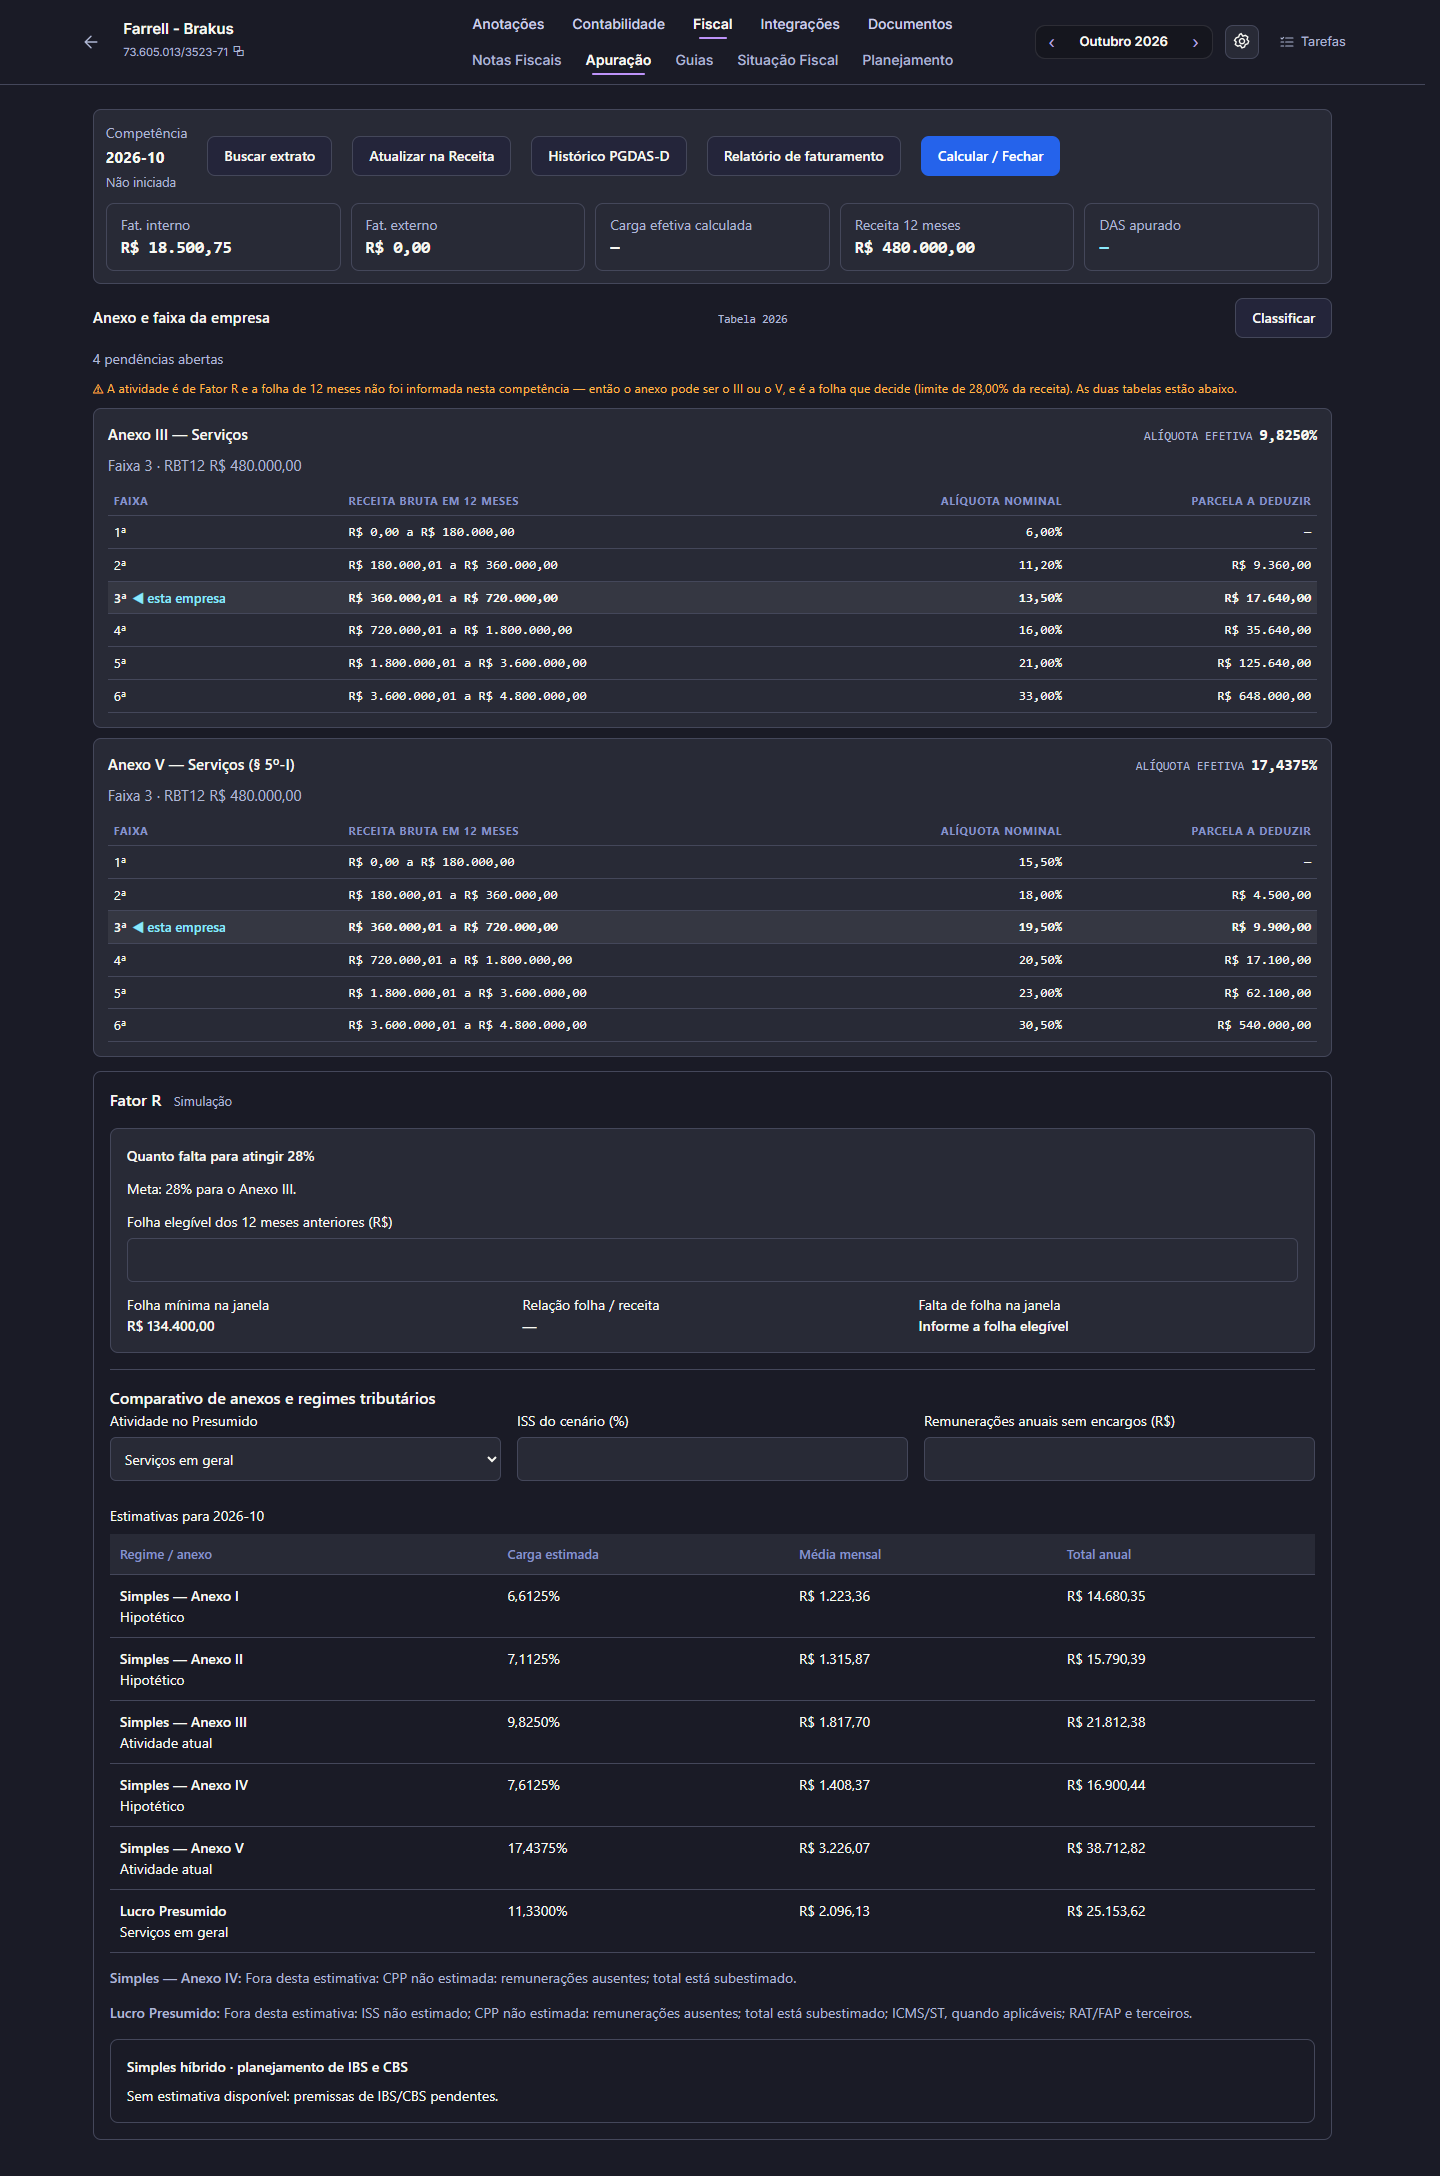 Farrell - Brakus
73.605.013/3523-71
Anotações Contabilidade Fiscal Integrações Documentos
Notas Fiscais Apuração Guias Situação Fiscal Planejamento
‹ Outubro 2026 ›
Tarefas
Competência
2026-10
Não iniciada
Buscar extrato
Atualizar na Receita
Histórico PGDAS-D
Relatório de faturamento
Calcular / Fechar
Fat. interno
R$ 18.500,75
Fat. externo
R$ 0,00
Carga efetiva calculada
—
Receita 12 meses
R$ 480.000,00
DAS apurado
—
Anexo e faixa da empresa
Tabela 2026
Classificar
4 pendências abertas
⚠ A atividade é de Fator R e a folha de 12 meses não foi informada nesta competência — então o anexo pode ser o III ou o V, e é a folha que decide (limite de 28,00% da receita). As duas tabelas estão abaixo.
Anexo III — Serviços
ALÍQUOTA EFETIVA 9,8250%
Faixa 3 · RBT12 R$ 480.000,00
FAIXA RECEITA BRUTA EM 12 MESES ALÍQUOTA NOMINAL PARCELA A DEDUZIR
1ª R$ 0,00 a R$ 180.000,00 6,00% —
2ª R$ 180.000,01 a R$ 360.000,00 11,20% R$ 9.360,00
3ª ◀ esta empresa R$ 360.000,01 a R$ 720.000,00 13,50% R$ 17.640,00
4ª R$ 720.000,01 a R$ 1.800.000,00 16,00% R$ 35.640,00
5ª R$ 1.800.000,01 a R$ 3.600.000,00 21,00% R$ 125.640,00
6ª R$ 3.600.000,01 a R$ 4.800.000,00 33,00% R$ 648.000,00
Anexo V — Serviços (§ 5º-I)
ALÍQUOTA EFETIVA 17,4375%
Faixa 3 · RBT12 R$ 480.000,00
FAIXA RECEITA BRUTA EM 12 MESES ALÍQUOTA NOMINAL PARCELA A DEDUZIR
1ª R$ 0,00 a R$ 180.000,00 15,50% —
2ª R$ 180.000,01 a R$ 360.000,00 18,00% R$ 4.500,00
3ª ◀ esta empresa R$ 360.000,01 a R$ 720.000,00 19,50% R$ 9.900,00
4ª R$ 720.000,01 a R$ 1.800.000,00 20,50% R$ 17.100,00
5ª R$ 1.800.000,01 a R$ 3.600.000,00 23,00% R$ 62.100,00
6ª R$ 3.600.000,01 a R$ 4.800.000,00 30,50% R$ 540.000,00
Fator R Simulação
Quanto falta para atingir 28%
Meta: 28% para o Anexo III.
Folha elegível dos 12 meses anteriores (R$)
Folha mínima na janela
R$ 134.400,00
Relação folha / receita
—
Falta de folha na janela
Informe a folha elegível
Comparativo de anexos e regimes tributários
Atividade no Presumido
Serviços em geral
ISS do cenário (%)
Remunerações anuais sem encargos (R$)
Estimativas para 2026-10
Regime / anexo Carga estimada Média mensal Total anual
Simples — Anexo I 6,6125% R$ 1.223,36 R$ 14.680,35
Hipotético
Simples — Anexo II 7,1125% R$ 1.315,87 R$ 15.790,39
Hipotético
Simples — Anexo III 9,8250% R$ 1.817,70 R$ 21.812,38
Atividade atual
Simples — Anexo IV 7,6125% R$ 1.408,37 R$ 16.900,44
Hipotético
Simples — Anexo V 17,4375% R$ 3.226,07 R$ 38.712,82
Atividade atual
Lucro Presumido 11,3300% R$ 2.096,13 R$ 25.153,62
Serviços em geral
Simples — Anexo IV: Fora desta estimativa: CPP não estimada: remunerações ausentes; total está subestimado.
Lucro Presumido: Fora desta estimativa: ISS não estimado; CPP não estimada: remunerações ausentes; total está subestimado; ICMS/ST, quando aplicáveis; RAT/FAP e terceiros.
Simples híbrido · planejamento de IBS e CBS
Sem estimativa disponível: premissas de IBS/CBS pendentes.